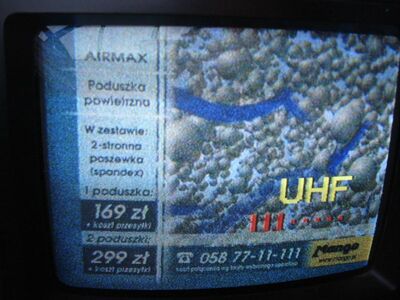 AIRMAX
Poduszka
powietrzna
W zestawie:
2-stronna
poszewka
(spandex)
1 poduszka:
169 zł
+ koszt przesyłki
2 poduszki:
299 zł
+ koszt przesyłki
UHF
058 77-11-111
Mango